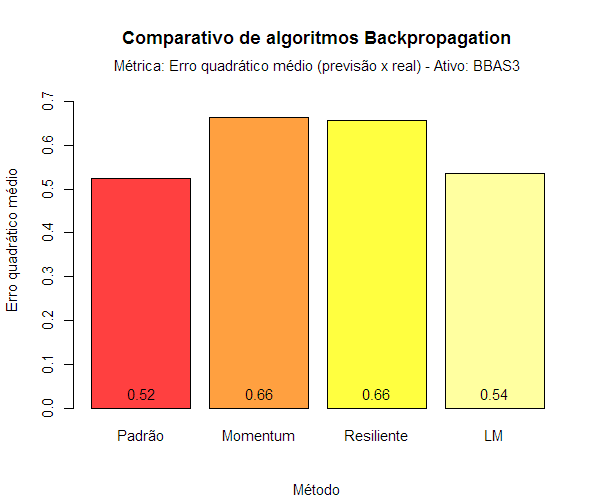 Comparativo de algoritmos Backpropagation
Métrica: Erro quadrático médio (previsão x real) - Ativo: BBAS3
Erro quadrático médio
0.7
0.6
0.5
0.4
0.3
0.2
0.1
0.0
0.52
0.66
0.66
0.54
Padrão
Momentum
Resiliente
LM
Método